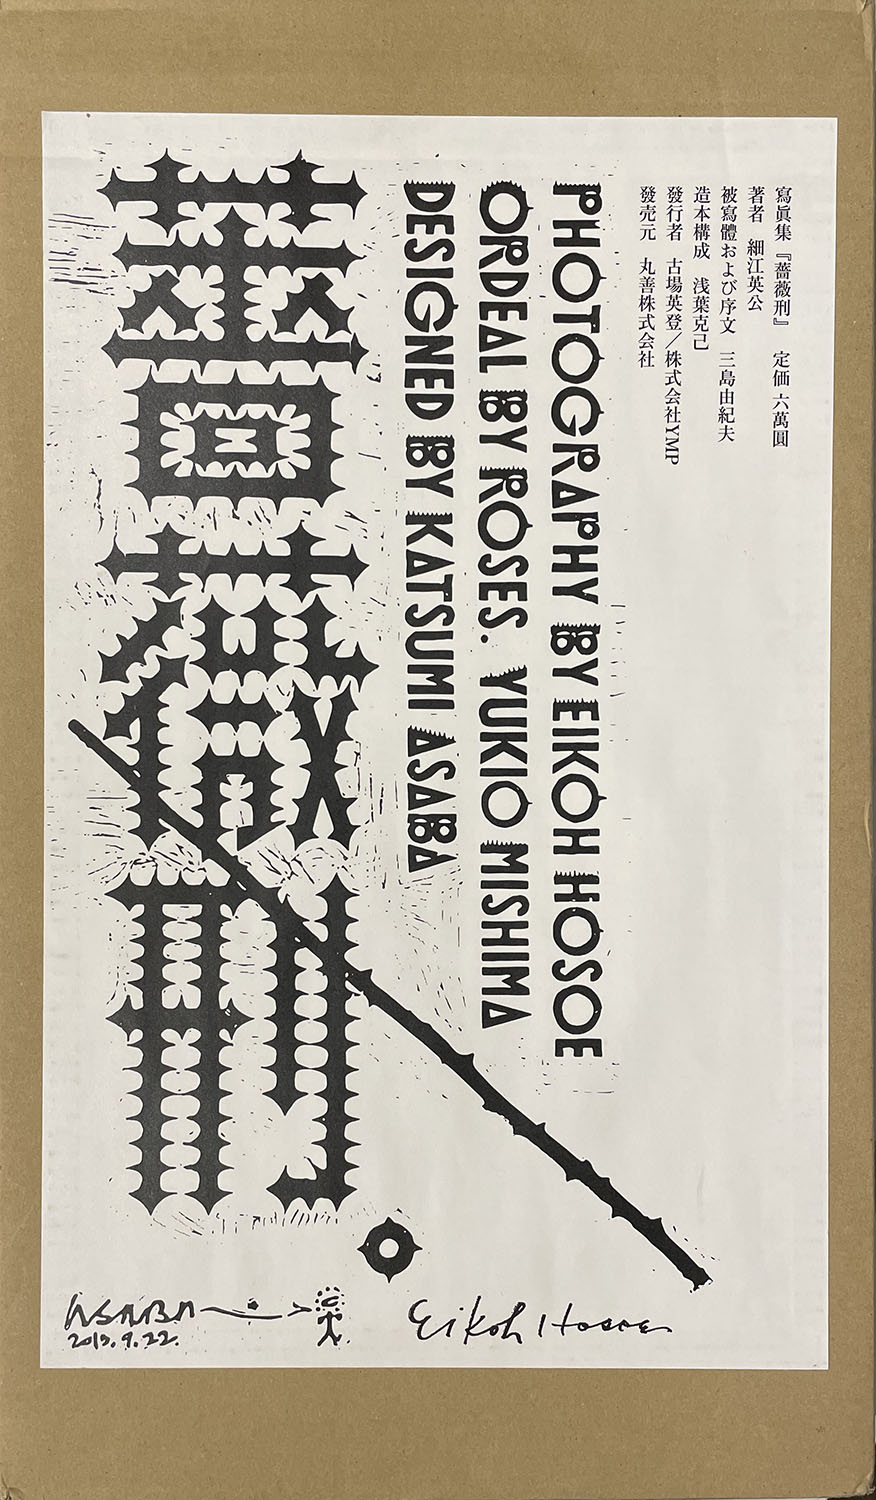 寫眞集『薔薇刑』　定価 六萬圓
著者　細江英公
被寫體および序文　三島由紀夫
造本構成　浅葉克己
發行者　古場英登／株式会社YMP
發売元　丸善株式会社
PHOTOGRAPHY BY EIKOH HOSOE
ORDEAL BY ROSES. YUKIO MISHIMA
DESIGNED BY KATSUMI ASABA
薔薇刑
ASABA
Eikoh Hosoe